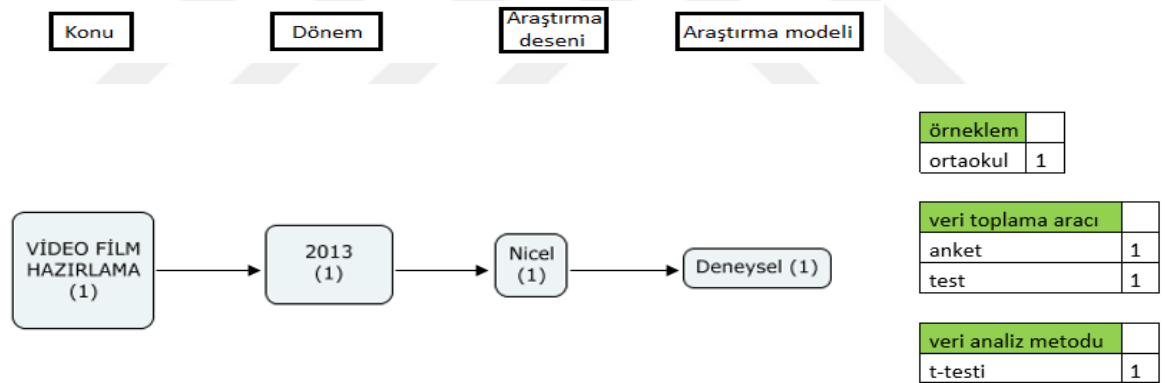 Konu
Dönem
Araştırma
deseni
Araştırma modeli
VİDEO FİLM
HAZIRLAMA
(1)
2013
(1)
Nicel
(1)
Deneysel (1)
örneklem
ortaokul 1
veri toplama aracı
anket 1
test 1
veri analiz metodu
t-testi 1